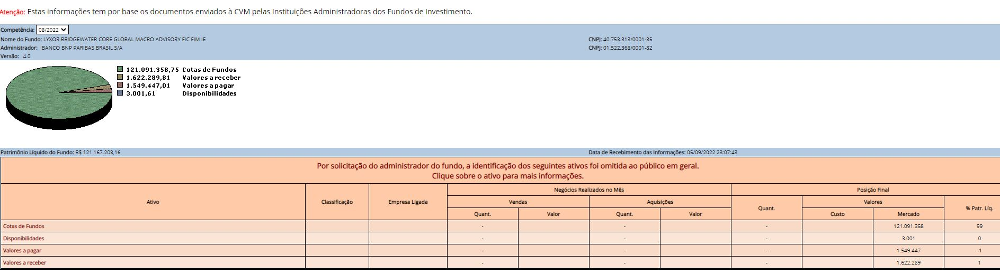 Atenção: Estas informações tem por base os documentos enviados à CVM pelas Instituições Administradoras dos Fundos de Investimento.
Competência: 08/2022
Nome do Fundo: LYXOR BRIDGEWATER CORE GLOBAL MACRO ADVISORY FIC FIM IE CNPJ: 40.753.313/0001-35
Administrador: BANCO BNP PARIBAS BRASIL S/A CNPJ: 01.522.368/0001-82
Versão: 4.0
121.091.358,75 Cotas de Fundos
1.622.289,81 Valores a receber
1.549.447,01 Valores a pagar
3.001,61 Disponibilidades
Patrimônio Líquido do Fundo: R$ 121.167.203,16 Data de Recebimento das Informações: 05/09/2022 23:07:43
Por solicitação do administrador do fundo, a identificação dos seguintes ativos foi omitida ao público em geral.
Clique sobre o ativo para mais informações.
Negócios Realizados no Mês Posição Final
Ativo Classificação Empresa Ligada Vendas Aquisições Quant. Valores % Patr. Líq.
Quant. Valor Quant. Valor Custo Mercado
Cotas de Fundos - - - 121.091.358 99
Disponibilidades - - - 3.001 0
Valores a pagar - - - 1.549.447 -1
Valores a receber - - - 1.622.289 1